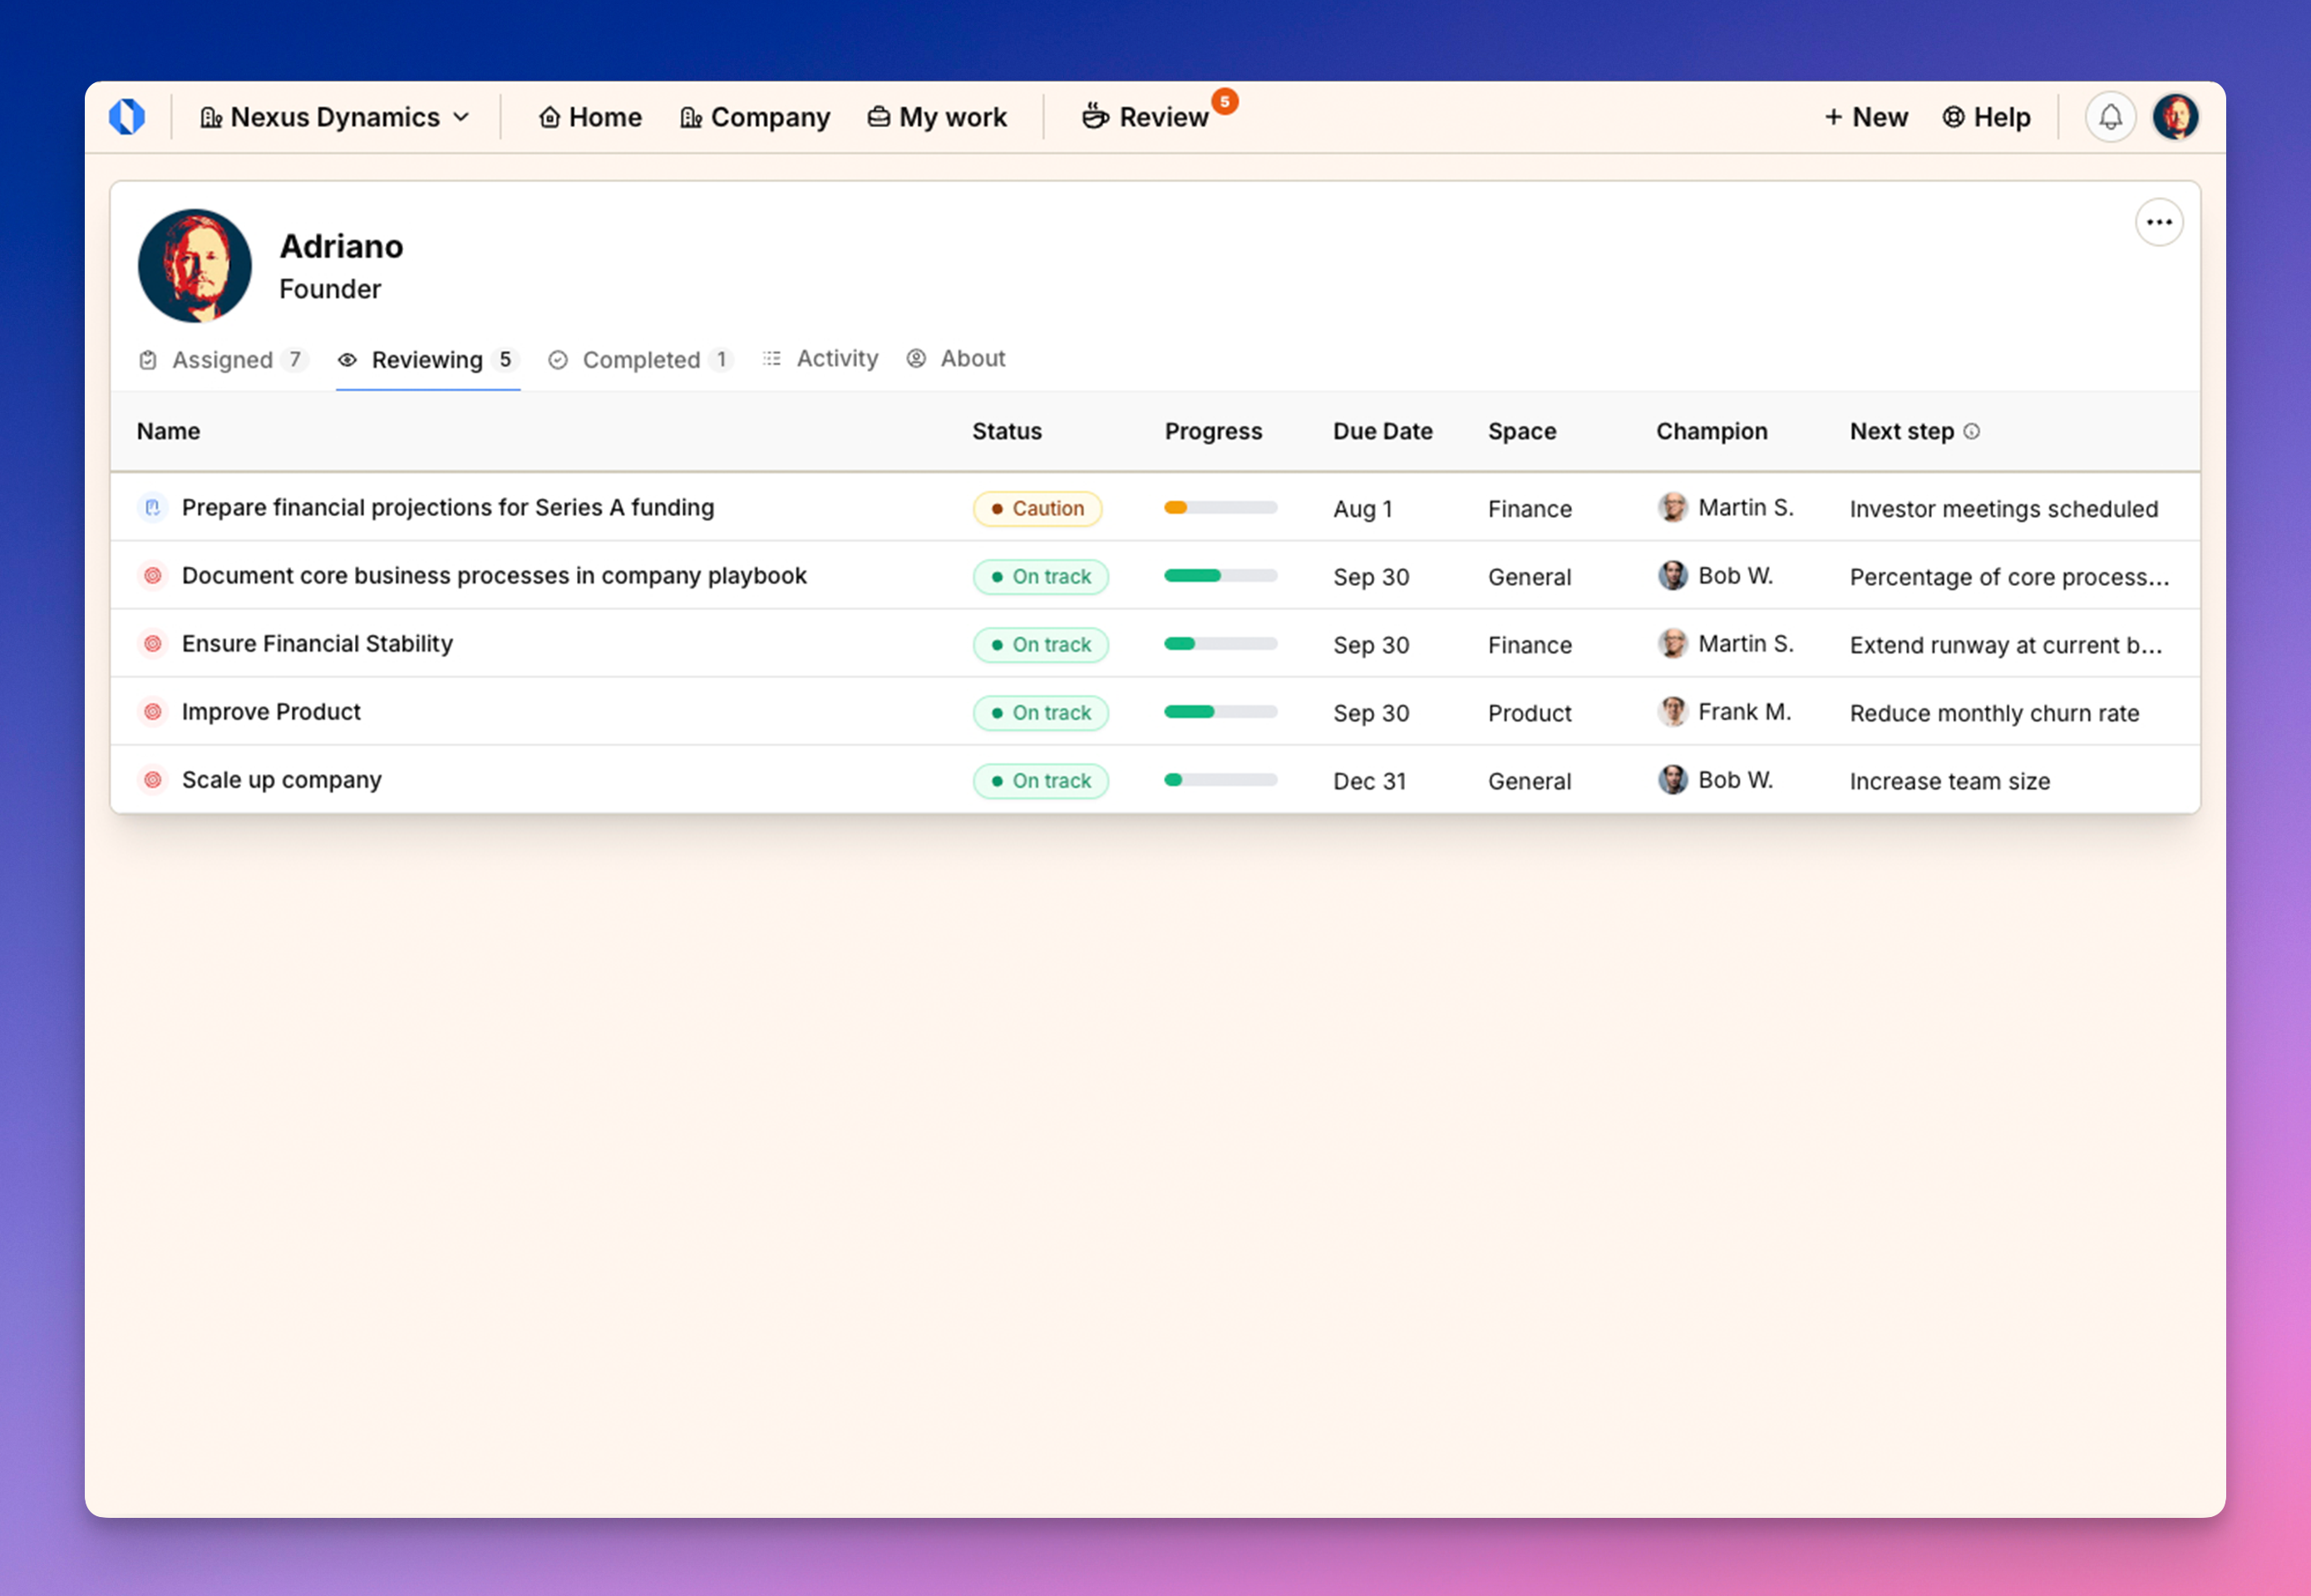 Nexus Dynamics Home Company My work Review 5 + New Help
Adriano
Founder
Assigned 7 Reviewing 5 Completed 1 Activity About
Name Status Progress Due Date Space Champion Next step
Prepare financial projections for Series A funding Caution Aug 1 Finance Martin S. Investor meetings scheduled
Document core business processes in company playbook On track Sep 30 General Bob W. Percentage of core process...
Ensure Financial Stability On track Sep 30 Finance Martin S. Extend runway at current b...
Improve Product On track Sep 30 Product Frank M. Reduce monthly churn rate
Scale up company On track Dec 31 General Bob W. Increase team size